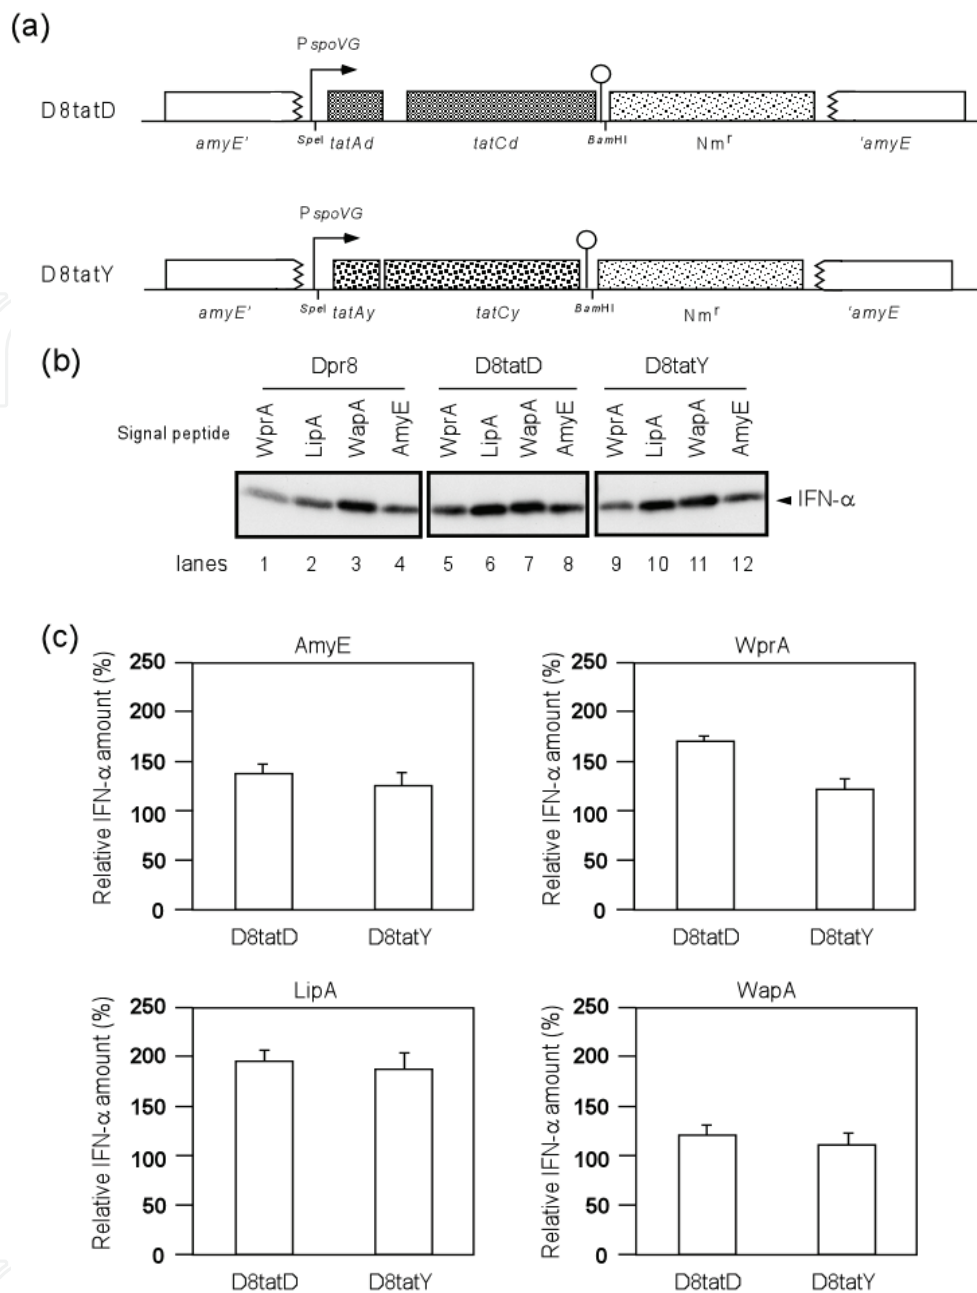 (a)
P spoVG
D8tatD
amyE'
SpeI
tatAd
tatCd
BamHI
Nmʳ
'amyE
P spoVG
D8tatY
amyE'
SpeI
tatAy
tatCy
BamHI
Nmʳ
'amyE
(b)
Dpr8 D8tatD D8tatY
Signal peptide
WprA LipA WapA AmyE WprA LipA WapA AmyE WprA LipA WapA AmyE
IFN-α
lanes 1 2 3 4 5 6 7 8 9 10 11 12
(c)
AmyE
Relative IFN-α amount (%)
250
200
150
100
50
0
D8tatD D8tatY
WprA
Relative IFN-α amount (%)
250
200
150
100
50
0
D8tatD D8tatY
LipA
Relative IFN-α amount (%)
250
200
150
100
50
0
D8tatD D8tatY
WapA
Relative IFN-α amount (%)
250
200
150
100
50
0
D8tatD D8tatY